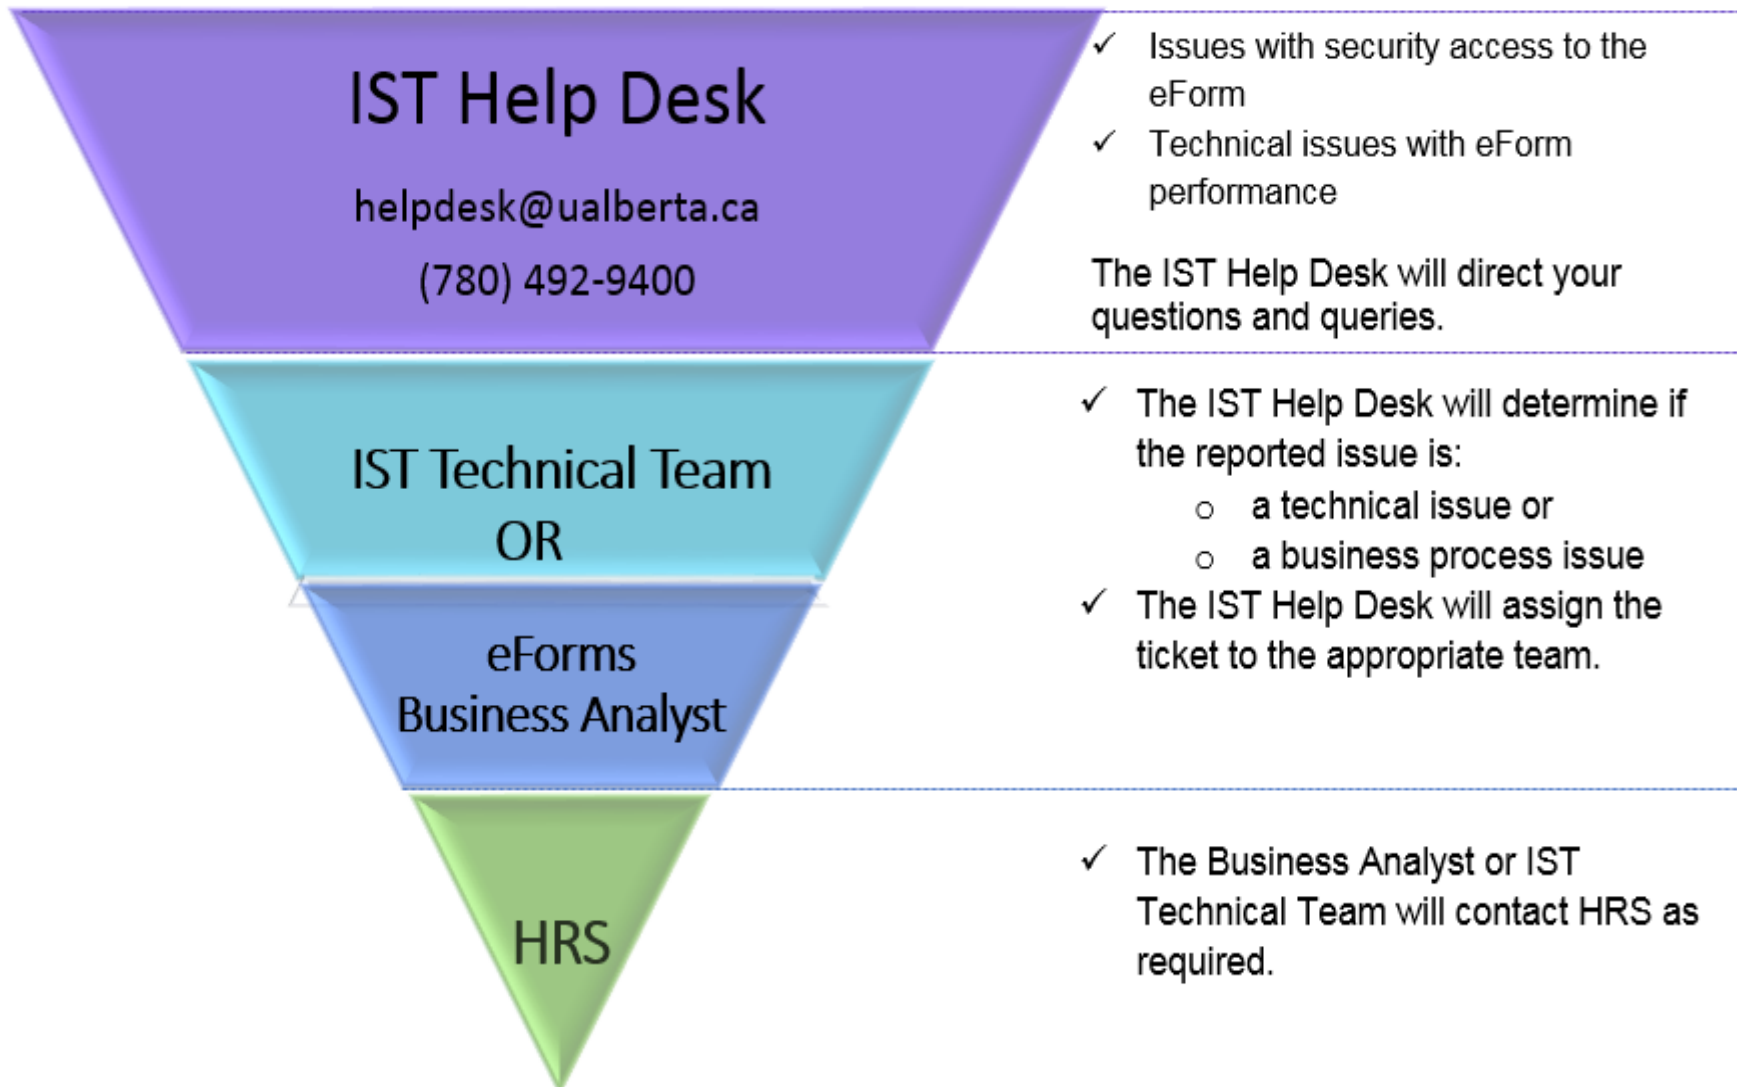 IST Help Desk
helpdesk@ualberta.ca
(780) 492-9400
✓ Issues with security access to the
eForm
✓ Technical issues with eForm
performance
The IST Help Desk will direct your
questions and queries.
IST Technical Team
OR
eForms
Business Analyst
✓ The IST Help Desk will determine if
the reported issue is:
o a technical issue or
o a business process issue
✓ The IST Help Desk will assign the
ticket to the appropriate team.
HRS
✓ The Business Analyst or IST
Technical Team will contact HRS as
required.